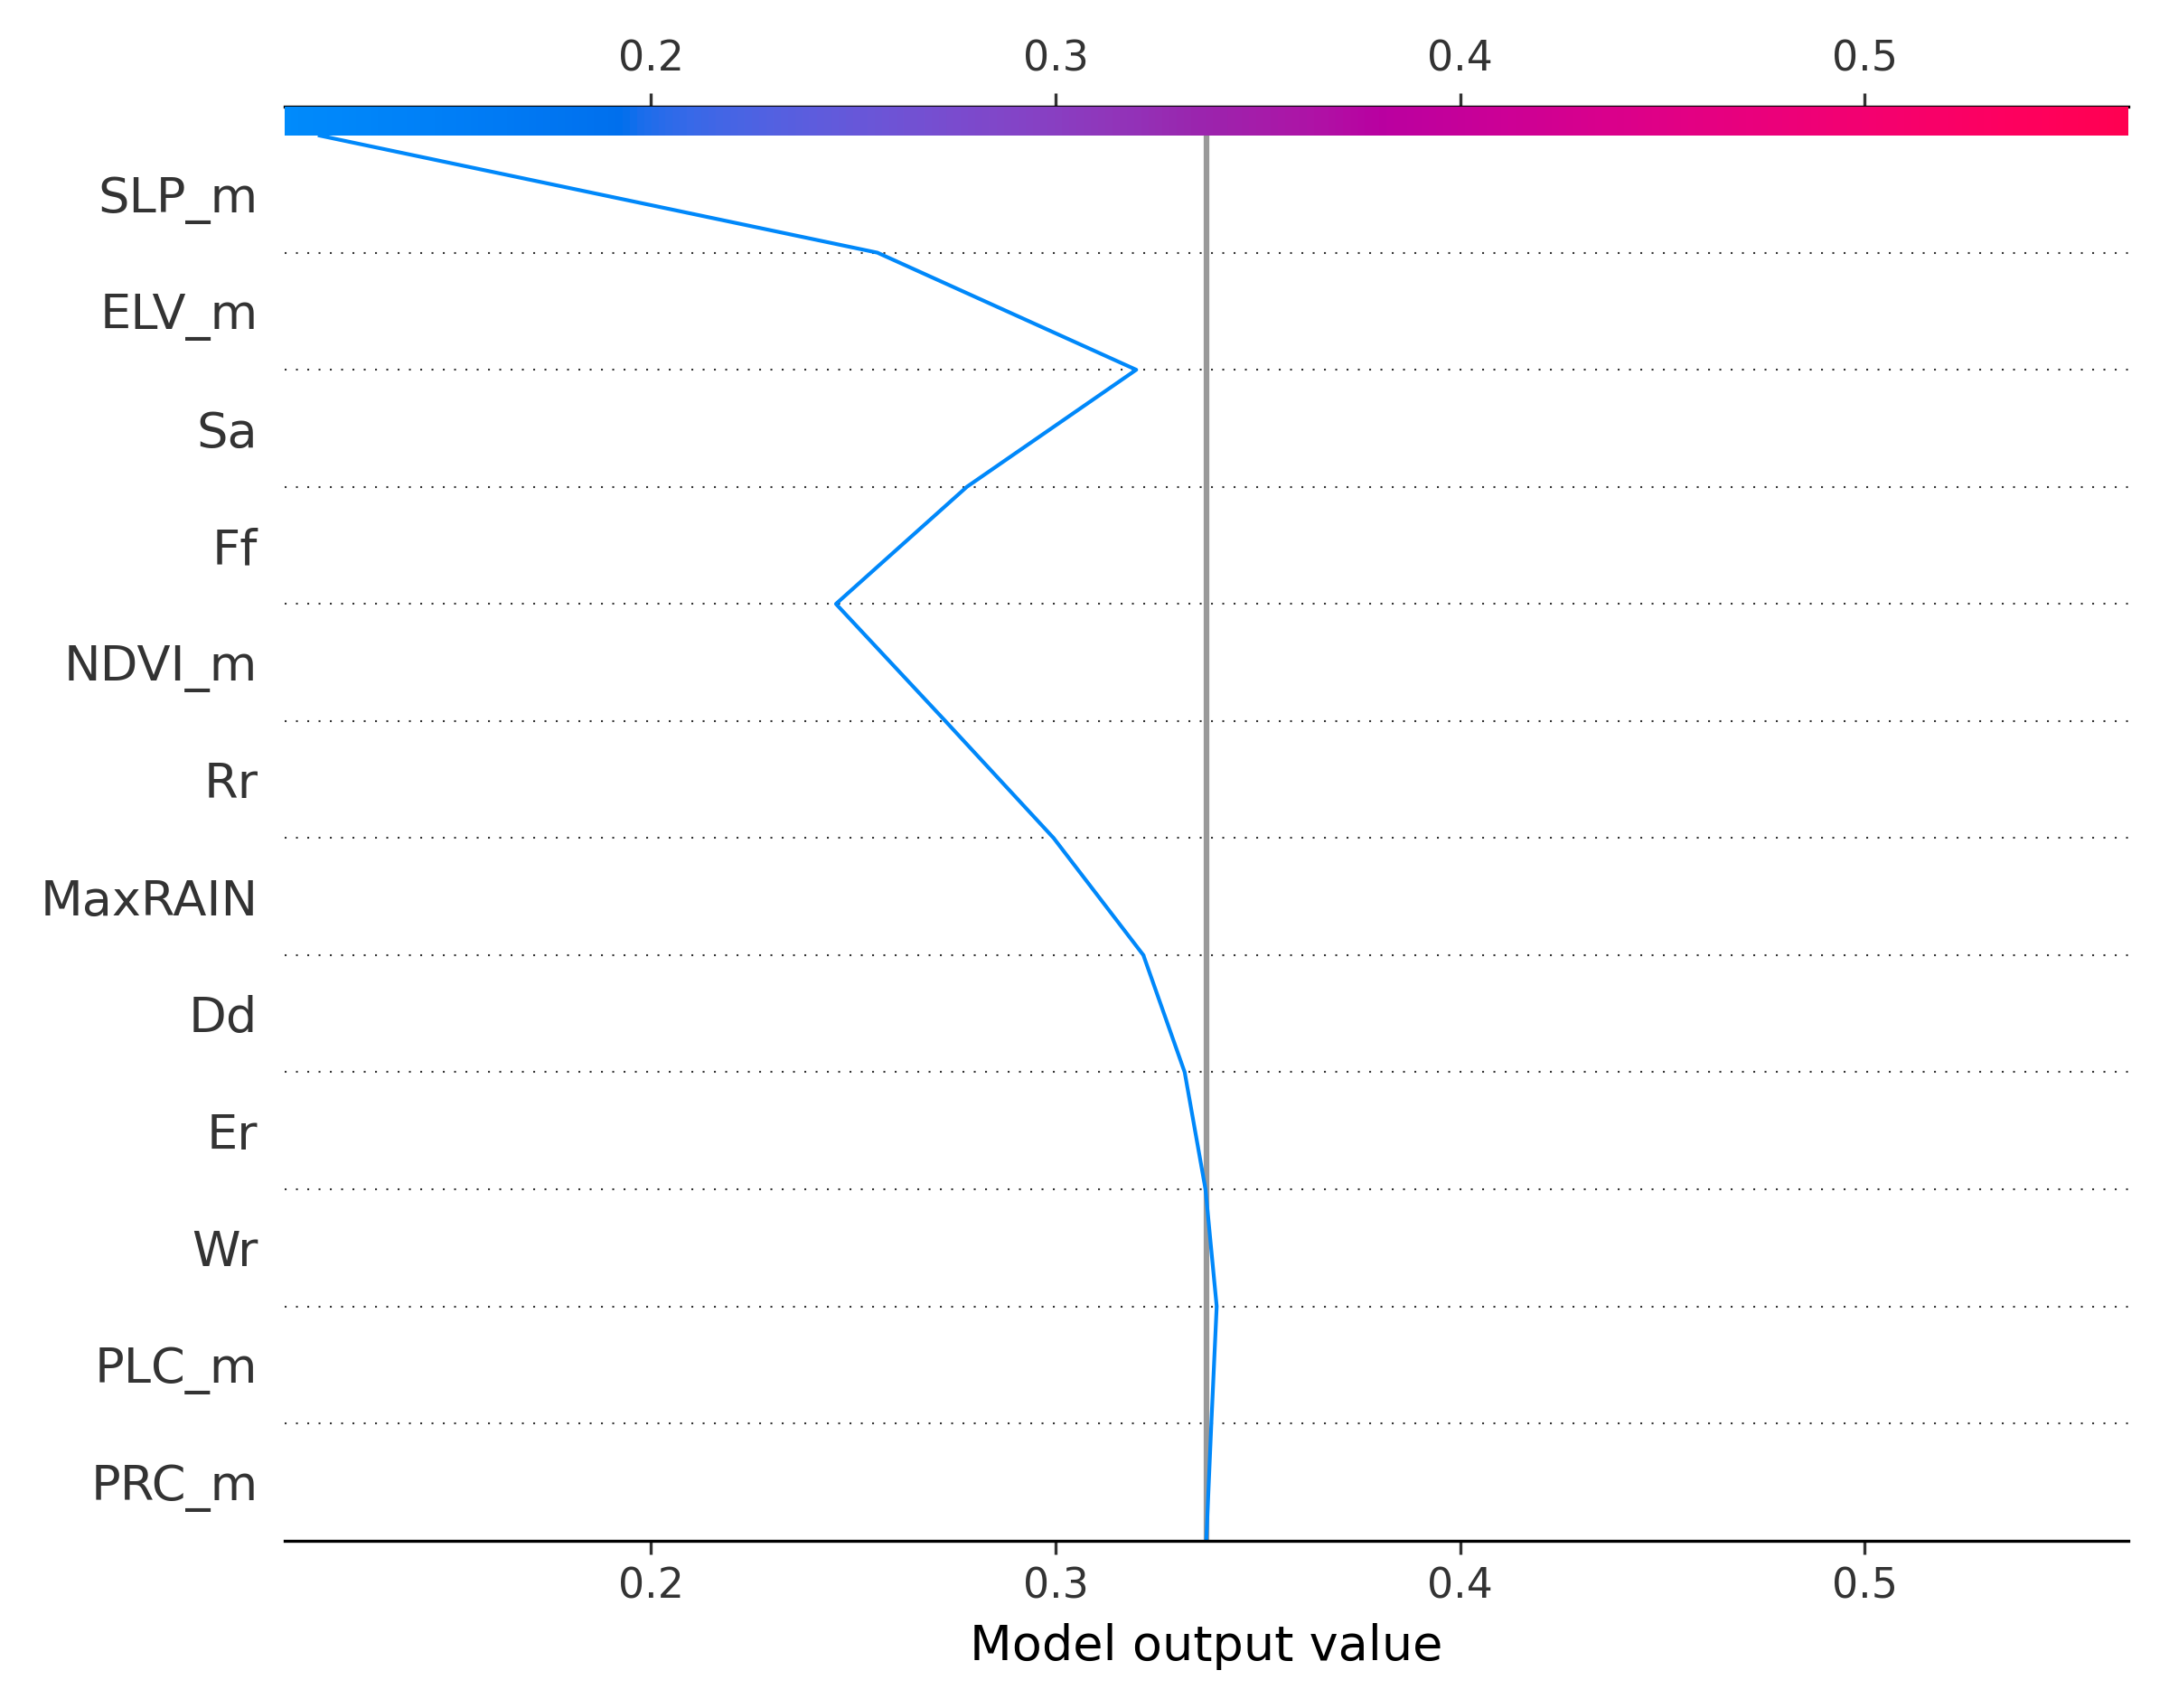 0.2 0.3 0.4 0.5
SLP_m
ELV_m
Sa
Ff
NDVI_m
Rr
MaxRAIN
Dd
Er
Wr
PLC_m
PRC_m
0.2 0.3 0.4 0.5
Model output value